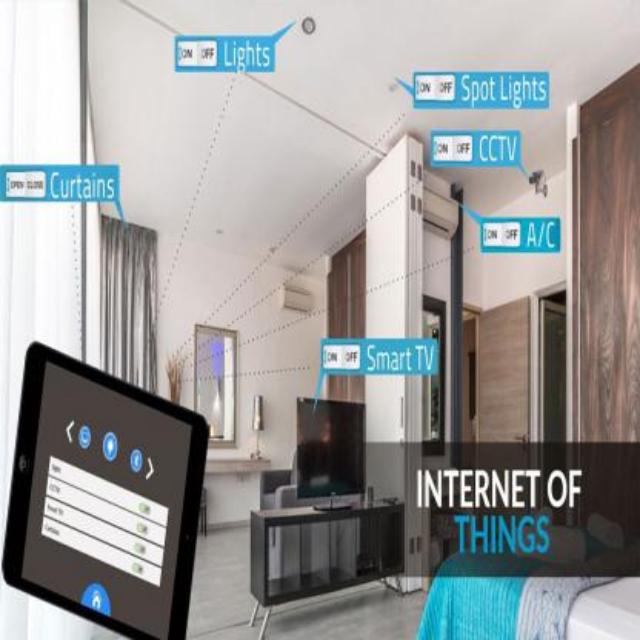 ON OFF Lights
ON OFF Spot Lights
ON OFF CCTV
OPEN CLOSE Curtains
ON OFF A/C
ON OFF Smart TV
CCTV
Smart TV
Curtains
INTERNET OF
THINGS